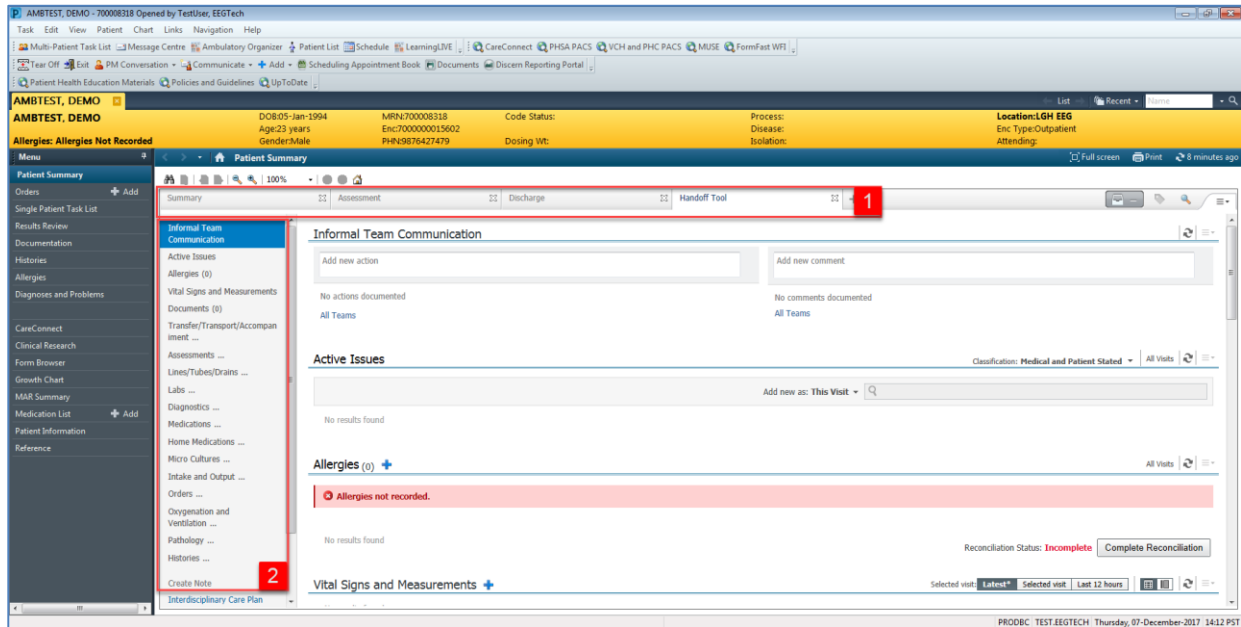 AMBTEST, DEMO - 700008318 Opened by TestUser, EEGTech
Task Edit View Patient Chart Links Navigation Help
Multi-Patient Task List Message Centre Ambulatory Organizer Patient List Schedule LearningLIVE CareConnect PHSA PACS VCH and PHC PACS MUSE FormFast WFI
Tear Off Exit PM Conversation Communicate Add Scheduling Appointment Book Documents Discern Reporting Portal
Patient Health Education Materials Policies and Guidelines UpToDate
AMBTEST, DEMO List Recent Name
AMBTEST, DEMO DOB:05-Jan-1994 MRN:700008318 Code Status: Process: Location:LGH EEG
Age:23 years Enc:7000000015602 Disease: Enc Type:Outpatient
Allergies: Allergies Not Recorded Gender:Male PHN:9876427479 Dosing Wt: Isolation: Attending:
Menu Patient Summary Full screen Print 8 minutes ago
Patient Summary
Orders Add
Single Patient Task List
Results Review
Documentation
Histories
Allergies
Diagnoses and Problems
CareConnect
Clinical Research
Form Browser
Growth Chart
MAR Summary
Medication List Add
Patient Information
Reference
100%
Summary Assessment Discharge Handoff Tool 1
Informal Team
Communication
Active Issues
Allergies (0)
Vital Signs and Measurements
Documents (0)
Transfer/Transport/Accompan
iment ...
Assessments ...
Lines/Tubes/Drains ...
Labs ...
Diagnostics ...
Medications ...
Home Medications ...
Micro Cultures ...
Intake and Output ...
Orders ...
Oxygenation and
Ventilation ...
Pathology ...
Histories ...
Create Note
2
Interdisciplinary Care Plan
Informal Team Communication
Add new action Add new comment
No actions documented No comments documented
All Teams All Teams
Active Issues Classification: Medical and Patient Stated All Visits
Add new as: This Visit
No results found
Allergies (0) All Visits
Allergies not recorded.
No results found
Reconciliation Status: Incomplete Complete Reconciliation
Vital Signs and Measurements Selected visit: Latest* Selected visit Last 12 hours
PRODBC TEST.EEGTECH Thursday, 07-December-2017 14:12 PST